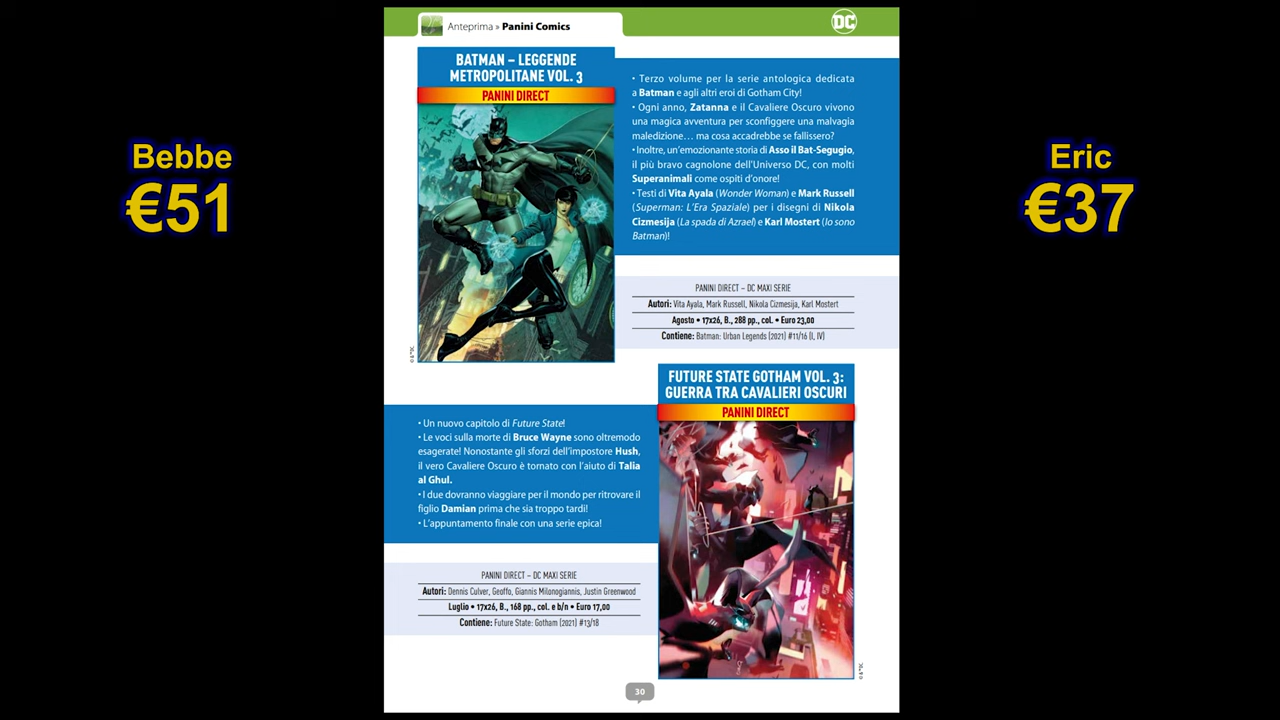 Anteprima » Panini Comics
DC
Bebbe
€51
Eric
€37
BATMAN – LEGGENDE
METROPOLITANE VOL. 3
PANINI DIRECT
• Terzo volume per la serie antologica dedicata
a Batman e agli altri eroi di Gotham City!
• Ogni anno, Zatanna e il Cavaliere Oscuro vivono
una magica avventura per sconfiggere una malvagia
maledizione… ma cosa accadrebbe se fallissero?
• Inoltre, un'emozionante storia di Asso il Bat-Segugio,
il più bravo cagnolone dell'Universo DC, con molti
Superanimali come ospiti d'onore!
• Testi di Vita Ayala (Wonder Woman) e Mark Russell
(Superman: L'Era Spaziale) per i disegni di Nikola
Cizmesija (La spada di Azrael) e Karl Mostert (Io sono
Batman)!
PANINI DIRECT – DC MAXI SERIE
Autori: Vita Ayala, Mark Russell, Nikola Cizmesija, Karl Mostert
Agosto • 17x26, B., 288 pp., col. • Euro 23,00
Contiene: Batman: Urban Legends (2021) #11/16 (I, IV)
© & ™ DC
FUTURE STATE GOTHAM VOL. 3:
GUERRA TRA CAVALIERI OSCURI
PANINI DIRECT
• Un nuovo capitolo di Future State!
• Le voci sulla morte di Bruce Wayne sono oltremodo
esagerate! Nonostante gli sforzi dell'impostore Hush,
il vero Cavaliere Oscuro è tornato con l'aiuto di Talia
al Ghul.
• I due dovranno viaggiare per il mondo per ritrovare il
figlio Damian prima che sia troppo tardi!
• L'appuntamento finale con una serie epica!
PANINI DIRECT – DC MAXI SERIE
Autori: Dennis Culver, Geoffo, Giannis Milonogiannis, Justin Greenwood
Luglio • 17x26, B., 168 pp., col. e b/n • Euro 17,00
Contiene: Future State: Gotham (2021) #13/18
© & ™ DC
30